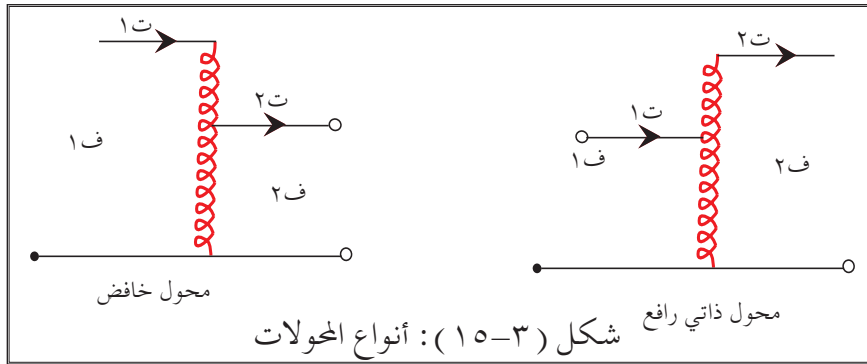 ت١
ت٢
ف١
ف٢
محول خافض
ت٢
ت١
ف١
ف٢
محول ذاتي رافع
شكل (٣-١٥): أنواع المحولات